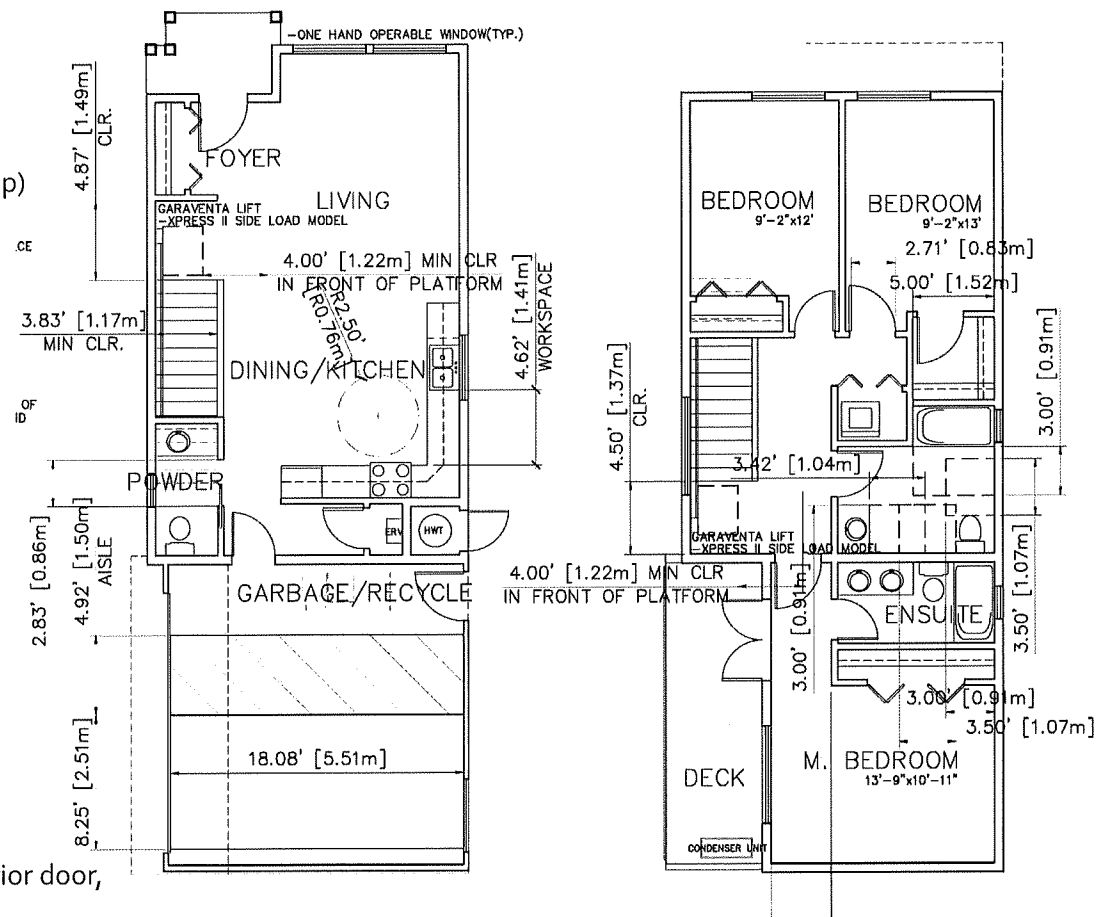 -ONE HAND OPERABLE WINDOW(TYP.)
4.87' [1.49m]
CLR.
p)
FOYER
LIVING
GARAVENTA LIFT
-XPRESS II SIDE LOAD MODEL
.CE
4.00' [1.22m] MIN CLR
IN FRONT OF PLATFORM
R2.50'
[R0.76m]
4.62' [1.41m]
WORKSPACE
3.83' [1.17m]
MIN CLR.
DINING/KITCHEN
OF
ID
POWDER
ERV
HWT
2.83' [0.86m]
4.92' [1.50m]
AISLE
GARBAGE/RECYCLE
18.08' [5.51m]
8.25' [2.51m]
ior door,
BEDROOM
9'-2"x12'
BEDROOM
9'-2"x13'
2.71' [0.83m]
5.00' [1.52m]
3.00' [0.91m]
4.50' [1.37m]
CLR.
3.42' [1.04m]
GARAVENTA LIFT
-XPRESS II SIDE LOAD MODEL
4.00' [1.22m] MIN CLR
IN FRONT OF PLATFORM
3.00' [0.91m]
ENSUITE
3.50' [1.07m]
3.00' [0.91m]
3.50' [1.07m]
M. BEDROOM
13'-9"x10'-11"
DECK
CONDENSER UNIT